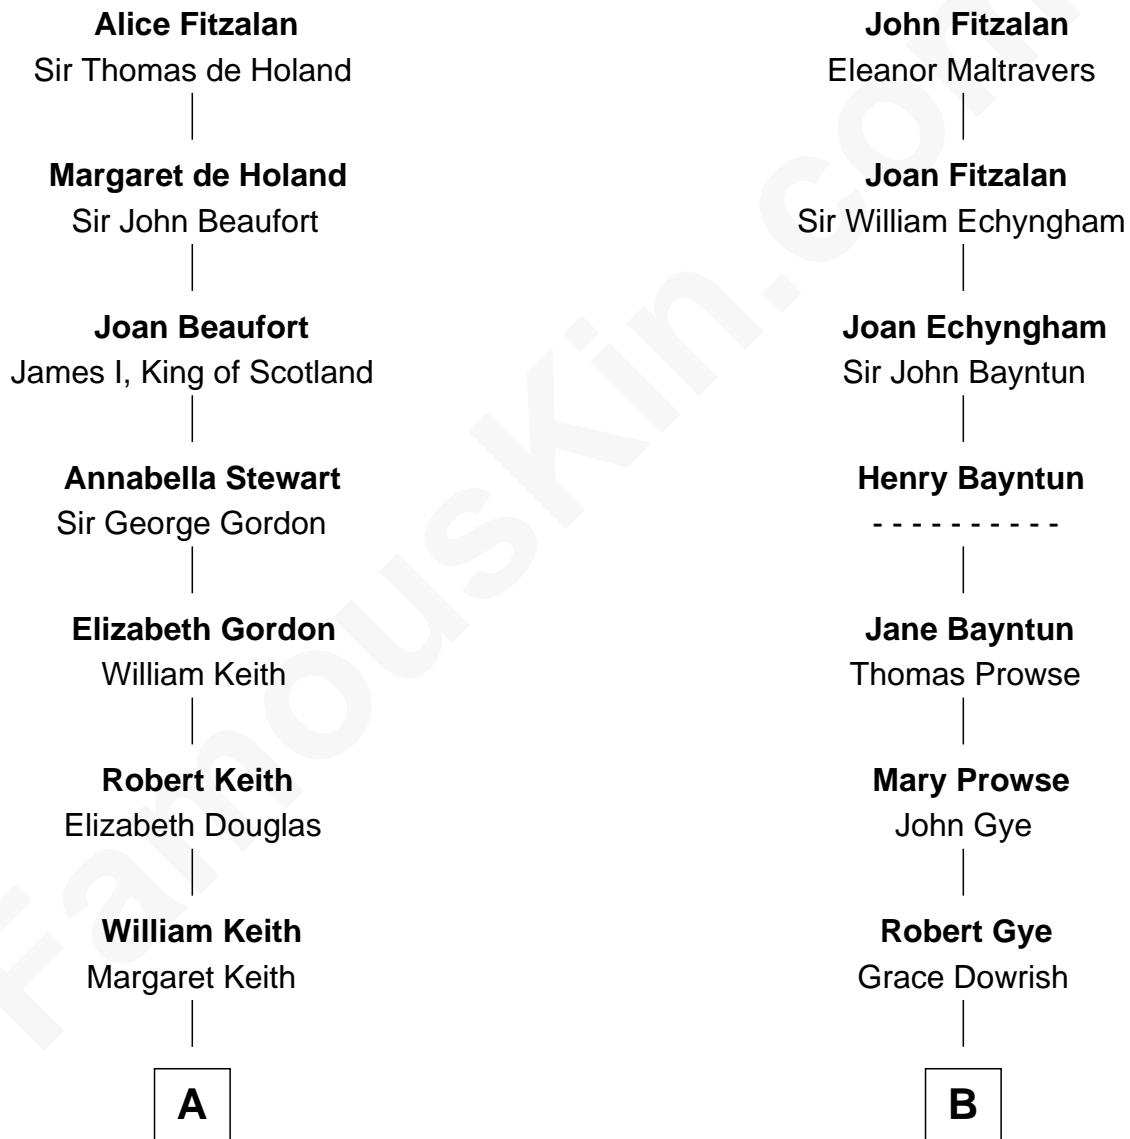 Alice Fitzalan
Sir Thomas de Holand
Margaret de Holand
Sir John Beaufort
Joan Beaufort
James I, King of Scotland
Annabella Stewart
Sir George Gordon
Elizabeth Gordon
William Keith
Robert Keith
Elizabeth Douglas
William Keith
Margaret Keith
A
John Fitzalan
Eleanor Maltravers
Joan Fitzalan
Sir William Echyngham
Joan Echyngham
Sir John Bayntun
Henry Bayntun
- - - - - - - - - -
Jane Bayntun
Thomas Prowse
Mary Prowse
John Gye
Robert Gye
Grace Dowrish
B
FamousKin.com